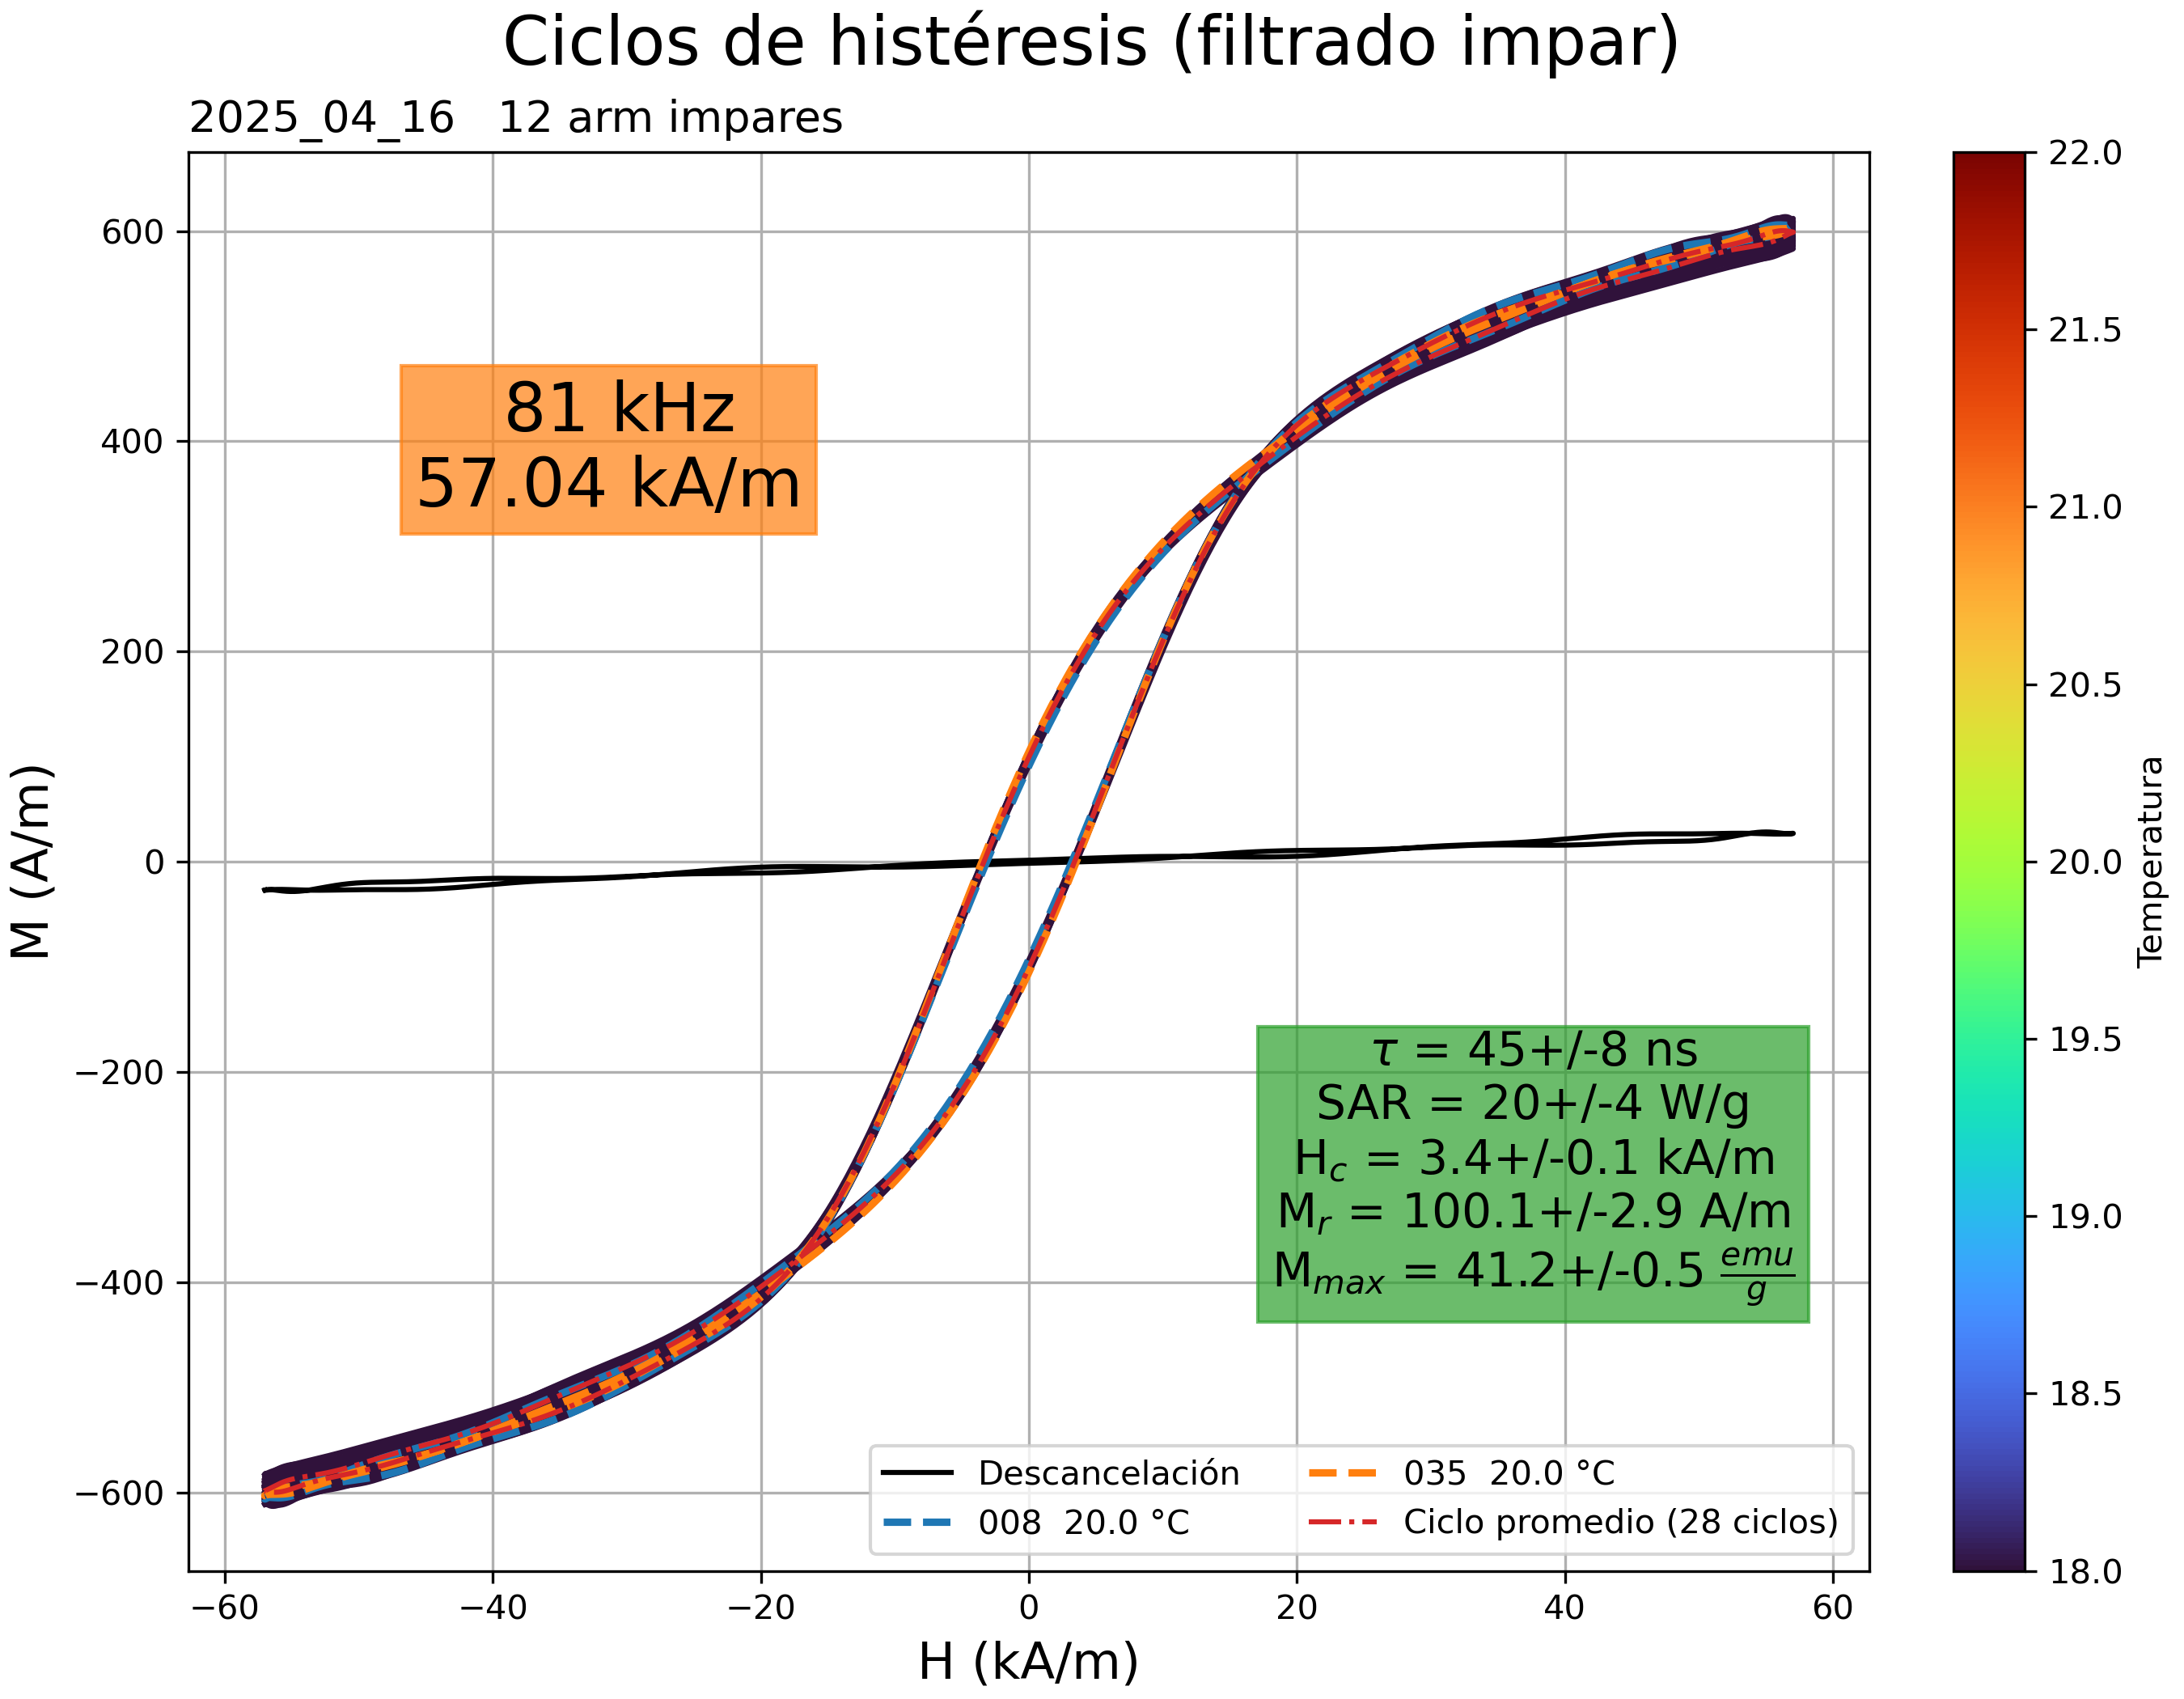 Ciclos de histéresis (filtrado impar)
2025_04_16   12 arm impares
81 kHz
57.04 kA/m
τ = 45+/-8 ns
SAR = 20+/-4 W/g
H_c = 3.4+/-0.1 kA/m
M_r = 100.1+/-2.9 A/m
M_max = 41.2+/-0.5 emu/g
Descancelación
008  20.0 °C
035  20.0 °C
Ciclo promedio (28 ciclos)
M (A/m)
600
400
200
0
−200
−400
−600
−60
−40
−20
0
20
40
60
H (kA/m)
22.0
21.5
21.0
20.5
20.0
19.5
19.0
18.5
18.0
Temperatura